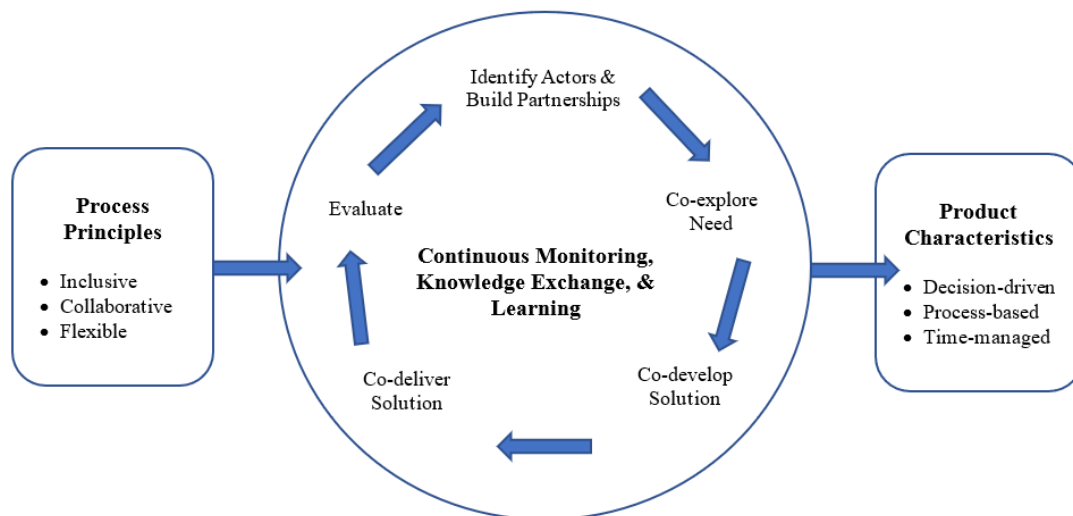 Process
Principles
• Inclusive
• Collaborative
• Flexible
Identify Actors &
Build Partnerships
Co-explore
Need
Co-develop
Solution
Co-deliver
Solution
Evaluate
Continuous Monitoring,
Knowledge Exchange, &
Learning
Product
Characteristics
• Decision-driven
• Process-based
• Time-managed